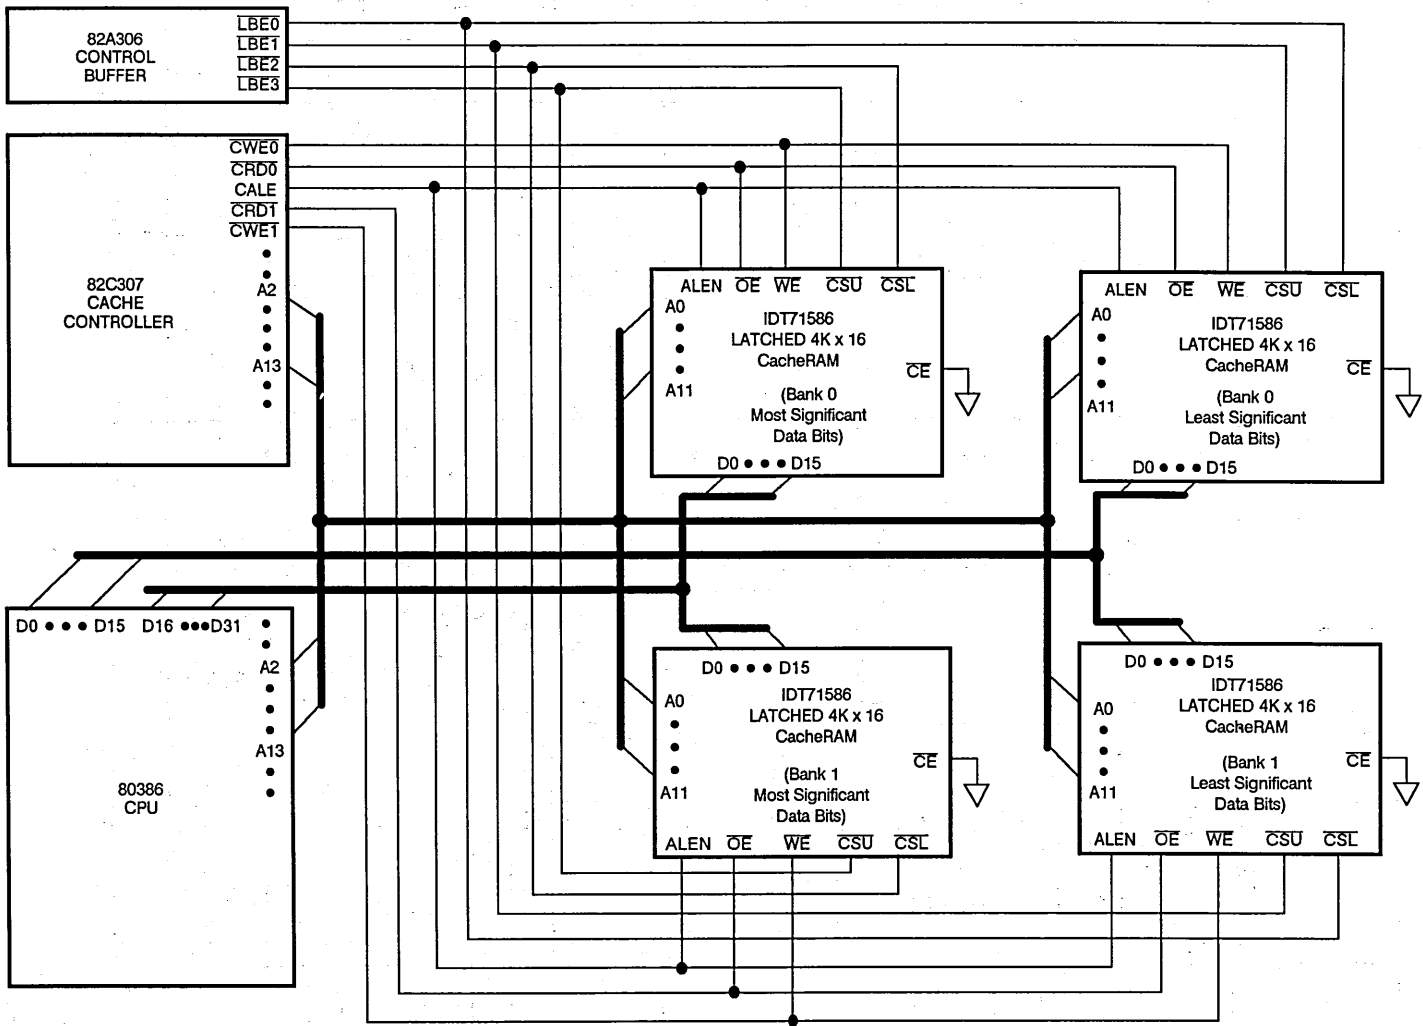 82A306
CONTROL
BUFFER
LBE0
LBE1
LBE2
LBE3
82C307
CACHE
CONTROLLER
CWE0
CRD0
CALE
CRD1
CWE1
A2
A13
ALEN OE WE CSU CSL
A0
A11
IDT71586
LATCHED 4K x 16
CacheRAM
(Bank 0
Most Significant
Data Bits)
CE
D0 • • • D15
ALEN OE WE CSU CSL
A0
A11
IDT71586
LATCHED 4K x 16
CacheRAM
(Bank 0
Least Significant
Data Bits)
CE
D0 • • • D15
D0 • • • D15 D16 •••D31
A2
A13
80386
CPU
D0 • • • D15
A0
A11
IDT71586
LATCHED 4K x 16
CacheRAM
(Bank 1
Most Significant
Data Bits)
CE
ALEN OE WE CSU CSL
D0 • • • D15
A0
A11
IDT71586
LATCHED 4K x 16
CacheRAM
(Bank 1
Least Significant
Data Bits)
CE
ALEN OE WE CSU CSL